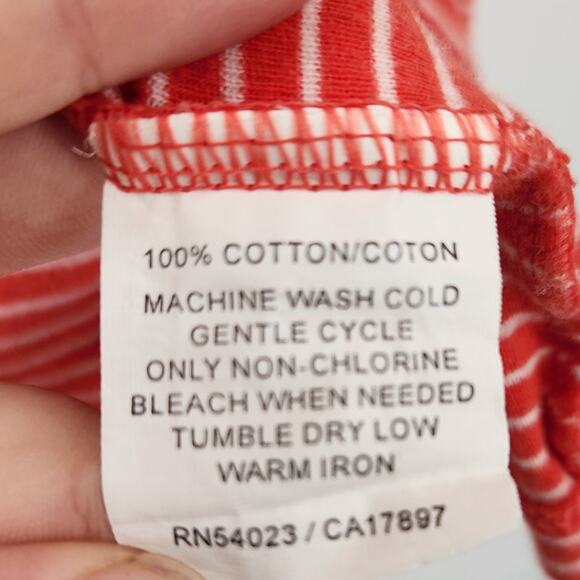 100% COTTON/COTON
MACHINE WASH COLD
GENTLE CYCLE
ONLY NON-CHLORINE
BLEACH WHEN NEEDED
TUMBLE DRY LOW
WARM IRON
RN54023 / CA17897